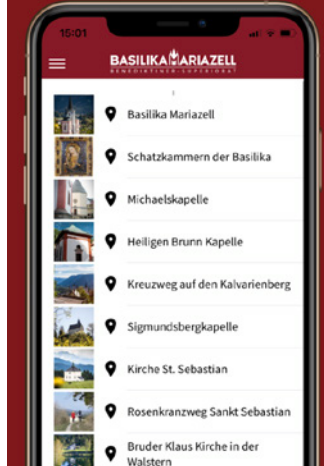 15:01
BASILIKA MARIAZELL
BENEDIKTINER-SUPERIORAT
Basilika Mariazell
Schatzkammern der Basilika
Michaelskapelle
Heiligen Brunn Kapelle
Kreuzweg auf den Kalvarienberg
Sigmundsbergkapelle
Kirche St. Sebastian
Rosenkranzweg Sankt Sebastian
Bruder Klaus Kirche in der
Walstern